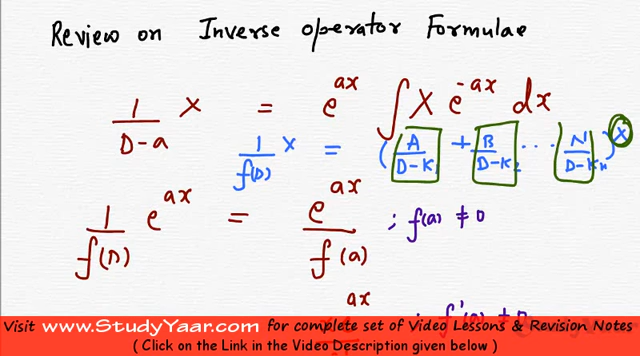 Review on Inverse operator Formulae
1/(D-a) X = e^{ax} ∫ X e^{-ax} dx
1/f(D) X = (A/(D-K₁) + B/(D-K₂) ... N/(D-Kₙ)) X
1/f(D) e^{ax} = e^{ax}/f(a) ; f(a) ≠ 0
ax ; f'(a) ≠ 0
Visit www.StudyYaar.com for complete set of Video Lessons & Revision Notes
( Click on the Link in the Video Description given below )